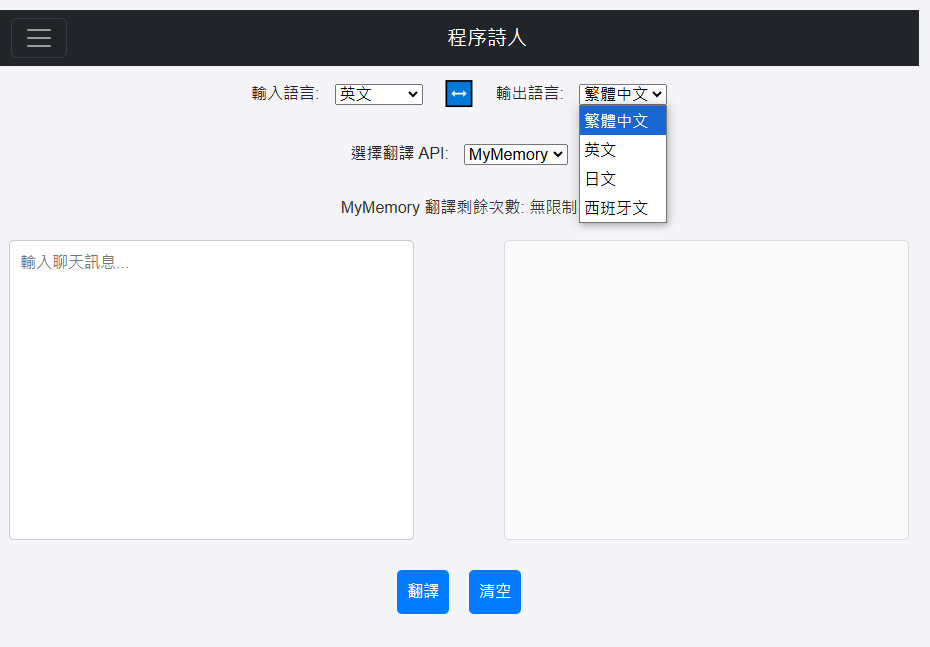 程序詩人
輸入語言: 英文 輸出語言: 繁體中文
繁體中文
英文
日文
西班牙文
選擇翻譯 API: MyMemory
MyMemory 翻譯剩餘次數: 無限制
輸入聊天訊息...
翻譯 清空